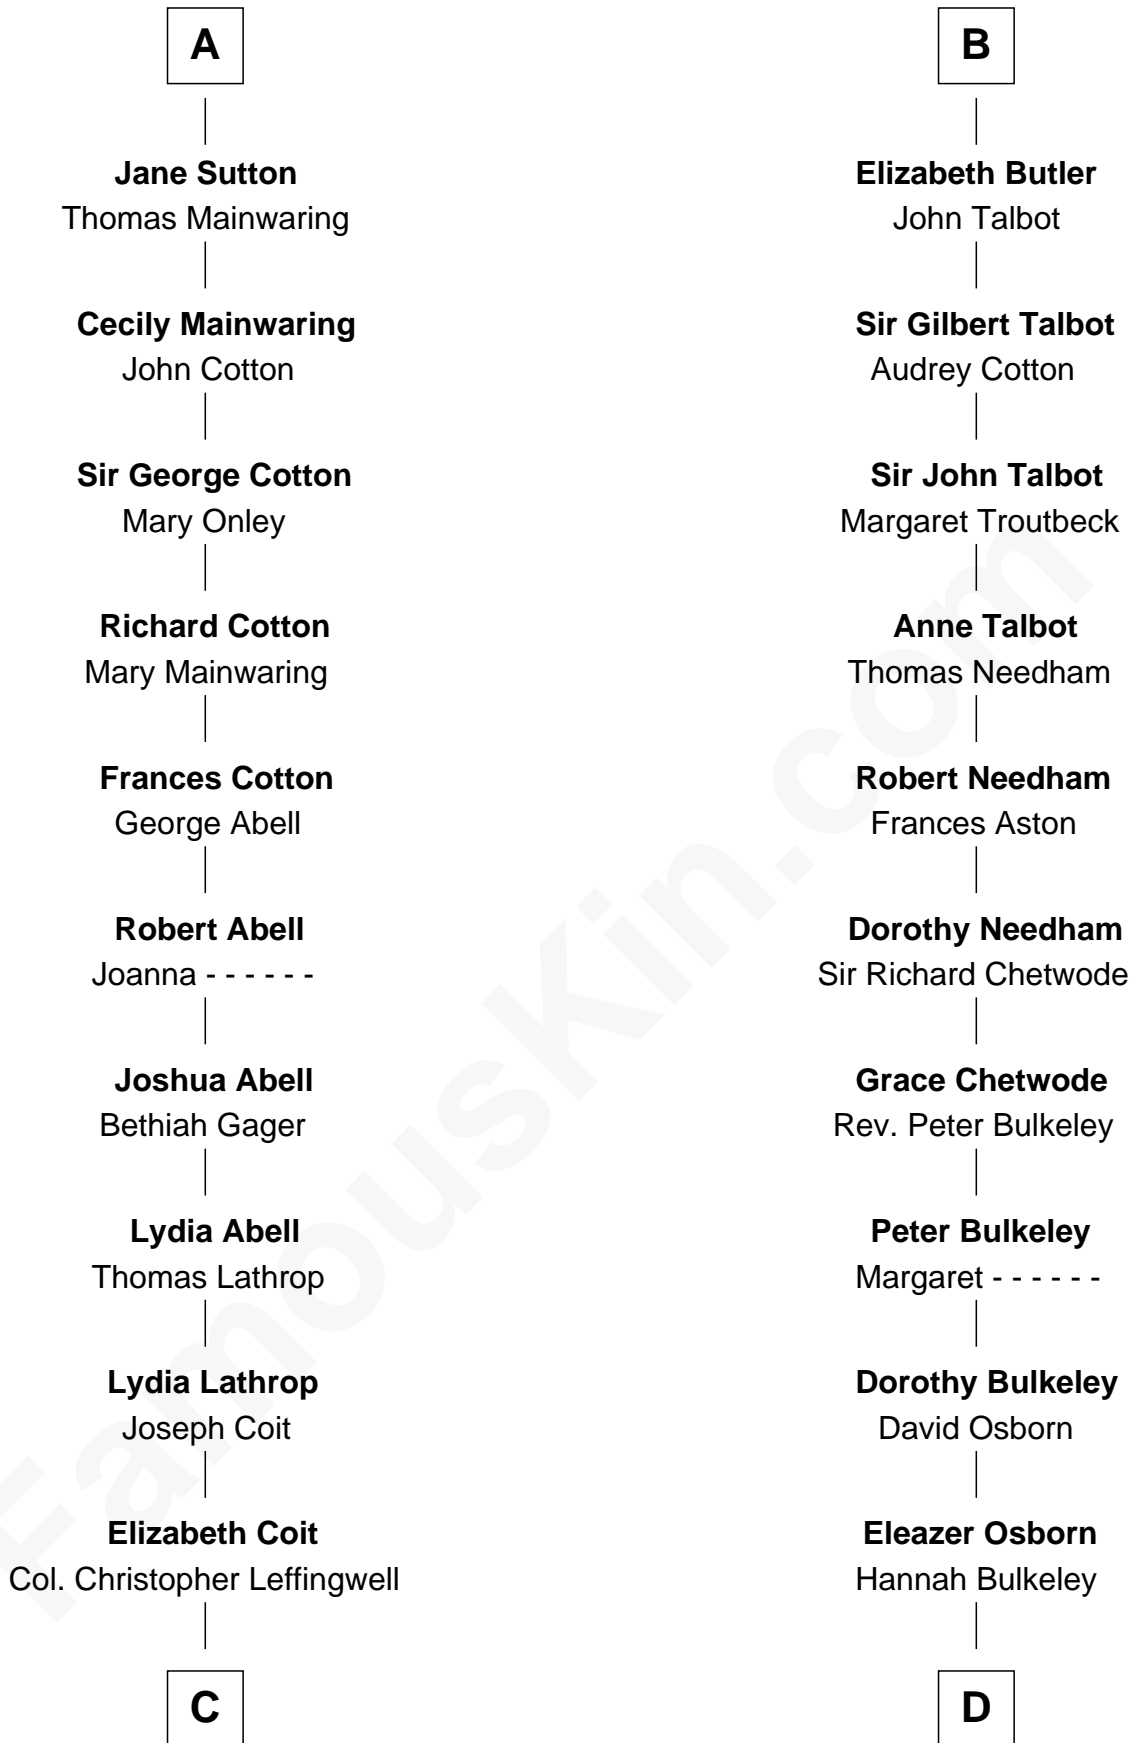 A
Jane Sutton
Thomas Mainwaring
Cecily Mainwaring
John Cotton
Sir George Cotton
Mary Onley
Richard Cotton
Mary Mainwaring
Frances Cotton
George Abell
Robert Abell
Joanna - - - - - -
Joshua Abell
Bethiah Gager
Lydia Abell
Thomas Lathrop
Lydia Lathrop
Joseph Coit
Elizabeth Coit
Col. Christopher Leffingwell
C
B
Elizabeth Butler
John Talbot
Sir Gilbert Talbot
Audrey Cotton
Sir John Talbot
Margaret Troutbeck
Anne Talbot
Thomas Needham
Robert Needham
Frances Aston
Dorothy Needham
Sir Richard Chetwode
Grace Chetwode
Rev. Peter Bulkeley
Peter Bulkeley
Margaret - - - - - -
Dorothy Bulkeley
David Osborn
Eleazer Osborn
Hannah Bulkeley
D
FamousKin.com